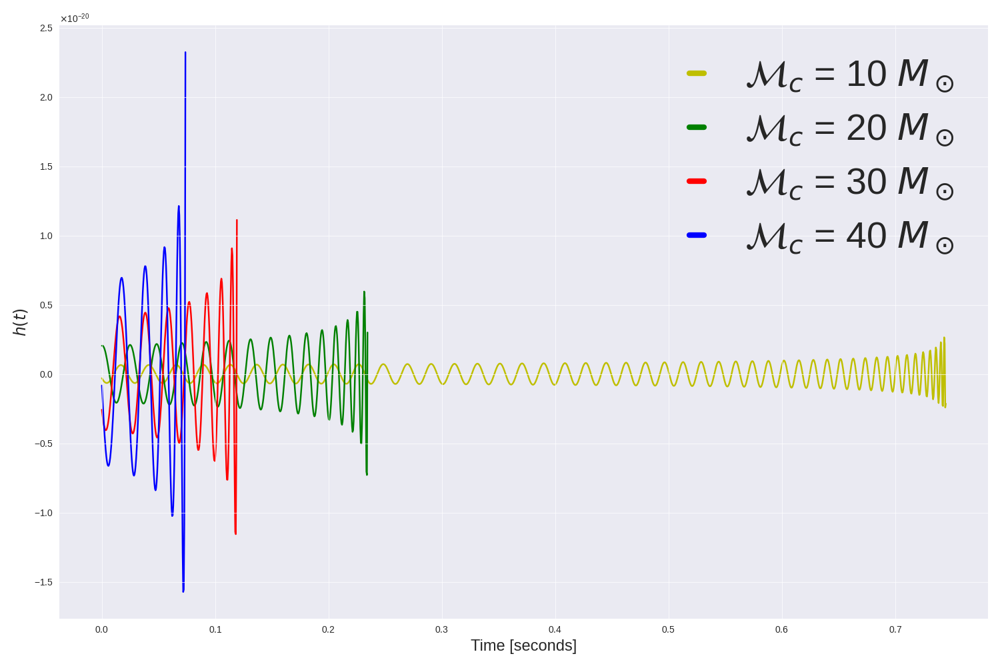 ×10⁻²⁰
2.5
2.0
1.5
1.0
0.5
0.0
−0.5
−1.0
−1.5
h(t)
0.0 0.1 0.2 0.3 0.4 0.5 0.6 0.7
Time [seconds]
ℳc = 10 M⊙
ℳc = 20 M⊙
ℳc = 30 M⊙
ℳc = 40 M⊙